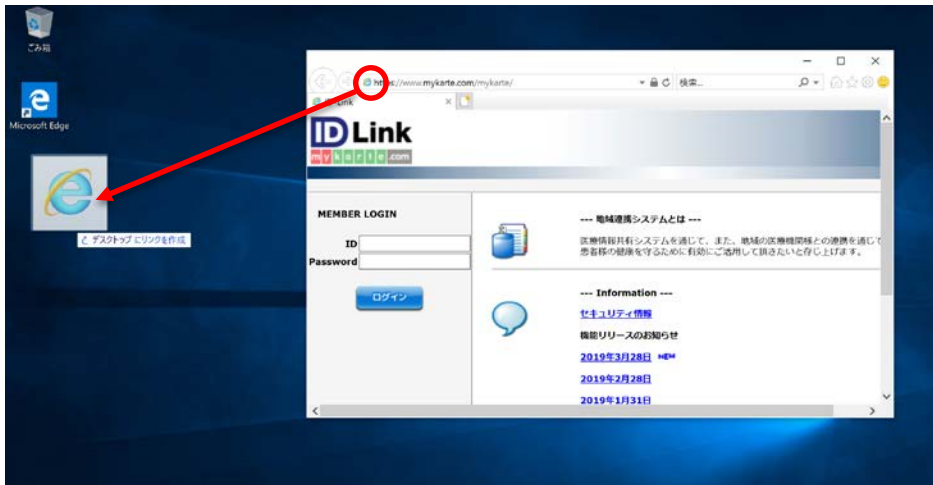 ごみ箱
Microsoft Edge
デスクトップ にリンクを作成
https://www.mykarte.com/mykarte/
検索...
ID Link
ID Link
mykarte.com
MEMBER LOGIN
ID
Password
ログイン
--- 地域連携システムとは ---
医療情報共有システムを通じて、また、地域の医療機関様との連携を通じて
患者様の健康を守るために有効にご活用して頂きたいと存じ上げます。
--- Information ---
セキュリティ情報
機能リリースのお知らせ
2019年3月28日 NEW
2019年2月28日
2019年1月31日